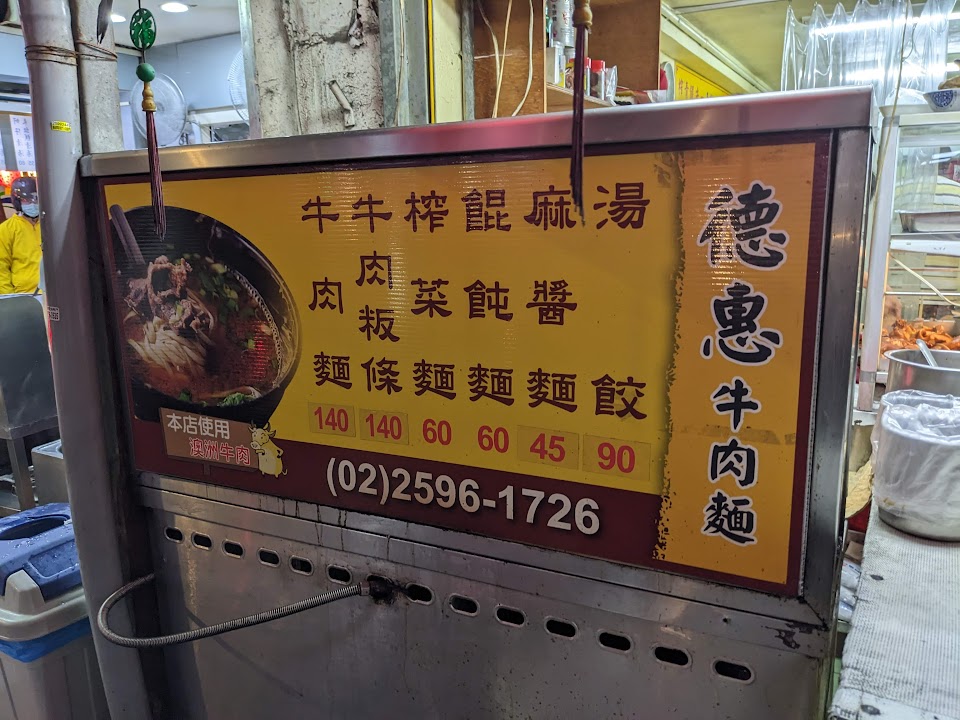 牛肉麵 140
牛肉板條 140
榨菜麵 60
餛飩麵 60
麻醬麵 45
湯餃 90
德惠牛肉麵
本店使用
澳洲牛肉
(02)2596-1726